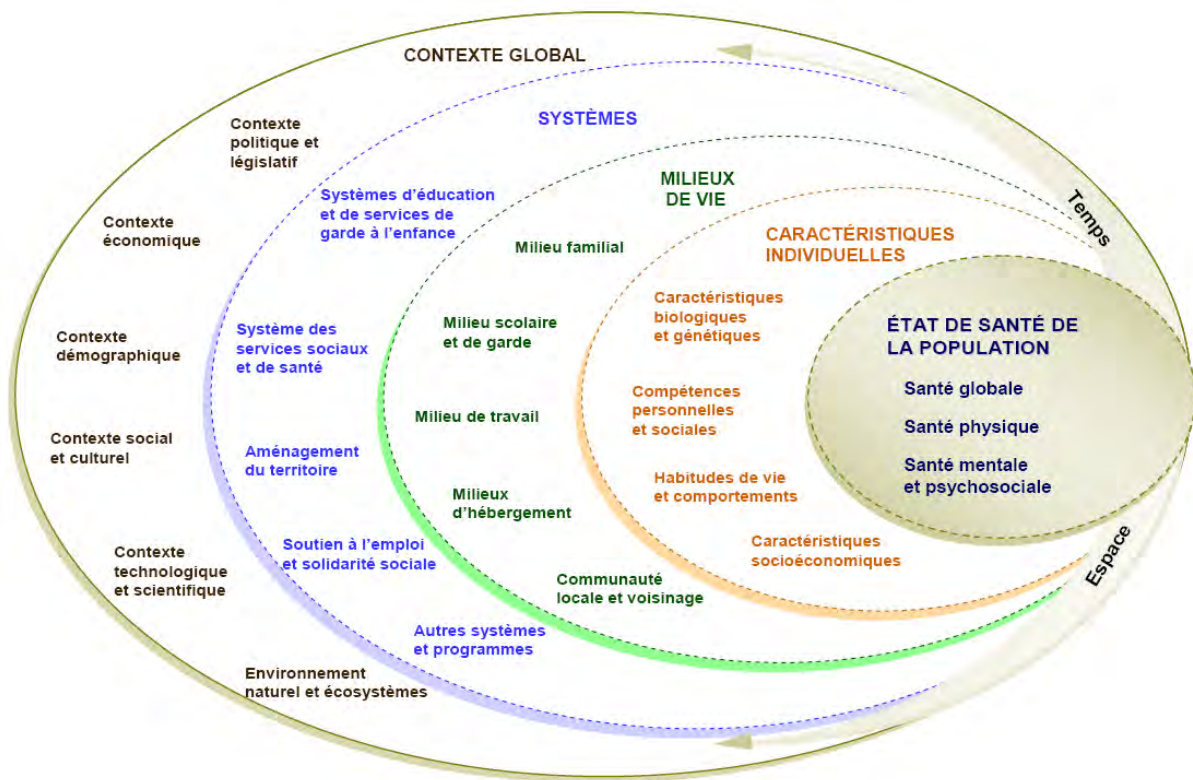 CONTEXTE GLOBAL
Contexte
politique et
législatif
Contexte
économique
Contexte
démographique
Contexte social
et culturel
Contexte
technologique
et scientifique
Environnement
naturel et écosystèmes
SYSTÈMES
Systèmes d'éducation
et de services de
garde à l'enfance
Système des
services sociaux
et de santé
Aménagement
du territoire
Soutien à l'emploi
et solidarité sociale
Autres systèmes
et programmes
MILIEUX
DE VIE
Milieu familial
Milieu scolaire
et de garde
Milieu de travail
Milieux
d'hébergement
Communauté
locale et voisinage
CARACTÉRISTIQUES
INDIVIDUELLES
Caractéristiques
biologiques
et génétiques
Compétences
personnelles
et sociales
Habitudes de vie
et comportements
Caractéristiques
socioéconomiques
ÉTAT DE SANTÉ DE
LA POPULATION
Santé globale
Santé physique
Santé mentale
et psychosociale
Temps
Espace